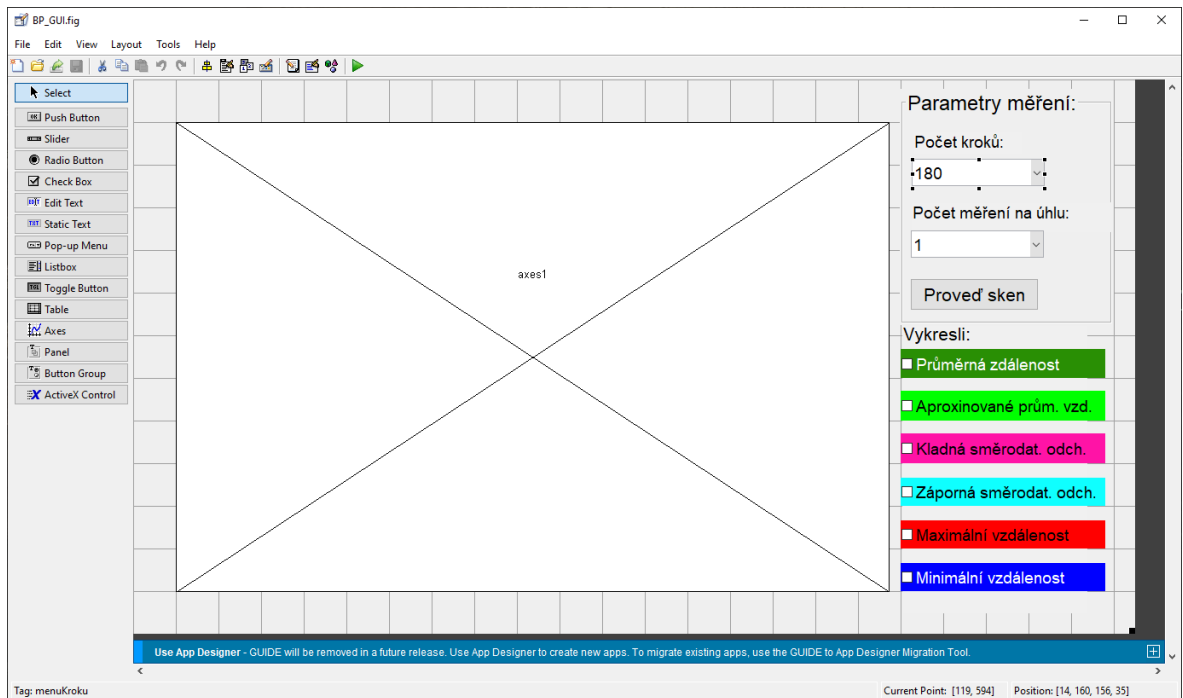 BP_GUI.fig
File Edit View Layout Tools Help
Select
Push Button
Slider
Radio Button
Check Box
Edit Text
Static Text
Pop-up Menu
Listbox
Toggle Button
Table
Axes
Panel
Button Group
ActiveX Control
axes1
Parametry měření:
Počet kroků:
180
Počet měření na úhlu:
1
Proveď sken
Vykresli:
Průměrná zdálenost
Aproxinované prům. vzd.
Kladná směrodat. odch.
Záporná směrodat. odch.
Maximální vzdálenost
Minimální vzdálenost
Use App Designer - GUIDE will be removed in a future release. Use App Designer to create new apps. To migrate existing apps, use the GUIDE to App Designer Migration Tool.
Tag: menuKroku Current Point: [119, 594] Position: [14, 160, 156, 35]